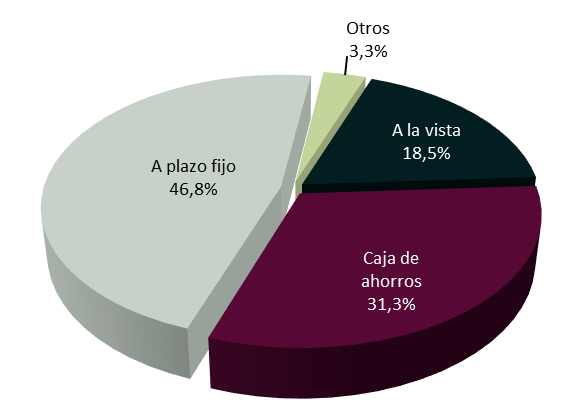 Otros
3,3%
A la vista
18,5%
A plazo fijo
46,8%
Caja de
ahorros
31,3%